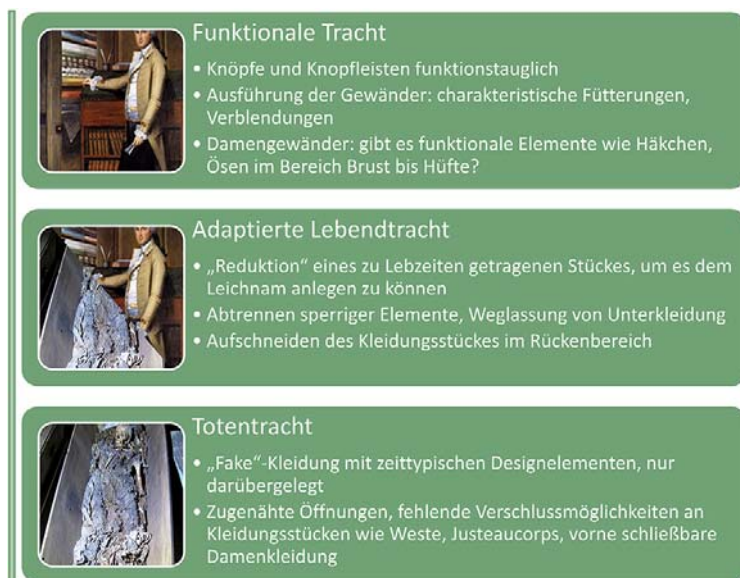 Funktionale Tracht
• Knöpfe und Knopfleisten funktionstauglich
• Ausführung der Gewänder: charakteristische Fütterungen,
Verblendungen
• Damengewänder: gibt es funktionale Elemente wie Häkchen,
Ösen im Bereich Brust bis Hüfte?
Adaptierte Lebendtracht
• „Reduktion“ eines zu Lebzeiten getragenen Stückes, um es dem
Leichnam anlegen zu können
• Abtrennen sperriger Elemente, Weglassung von Unterkleidung
• Aufschneiden des Kleidungsstückes im Rückenbereich
Totentracht
• „Fake“-Kleidung mit zeittypischen Designelementen, nur
darübergelegt
• Zugenähte Öffnungen, fehlende Verschlussmöglichkeiten an
Kleidungsstücken wie Weste, Justeaucorps, vorne schließbare
Damenkleidung